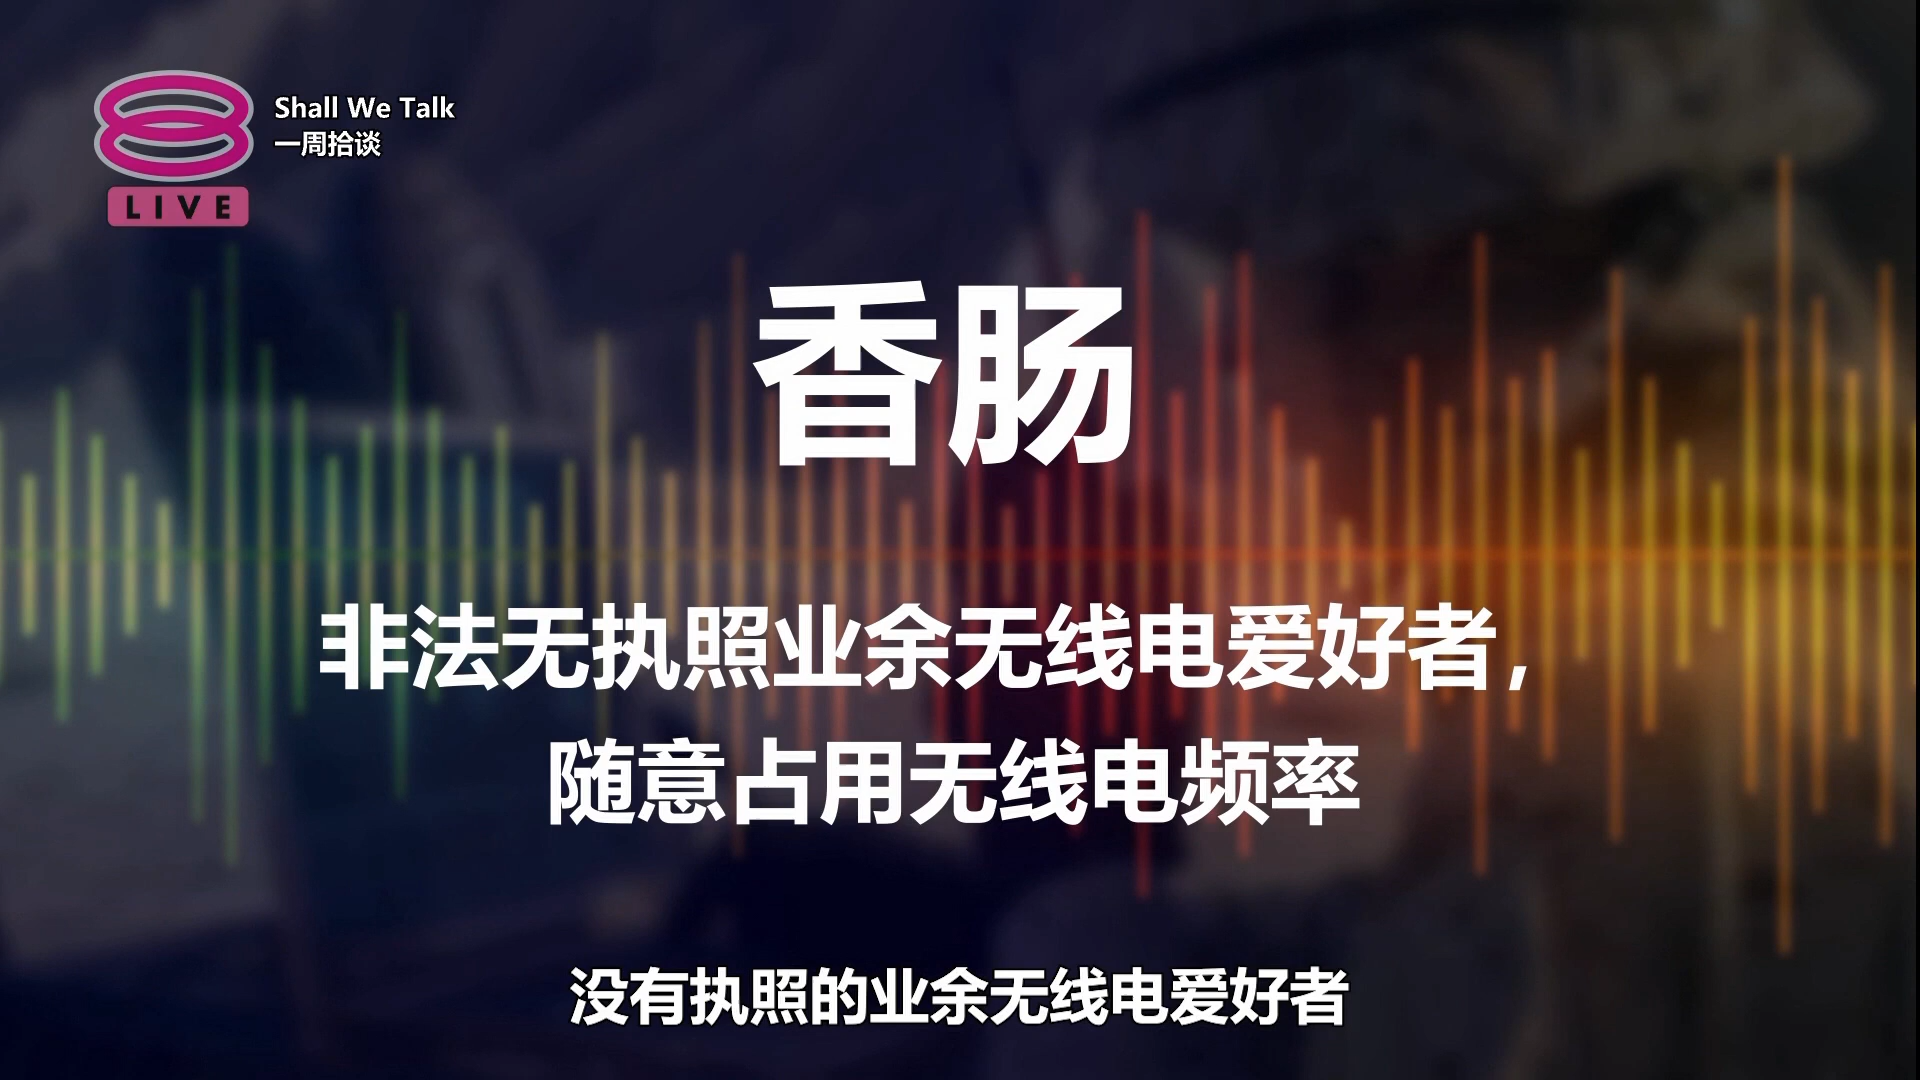 Shall We Talk
一周拾谈
LIVE
香肠
非法无执照业余无线电爱好者，
随意占用无线电频率
没有执照的业余无线电爱好者